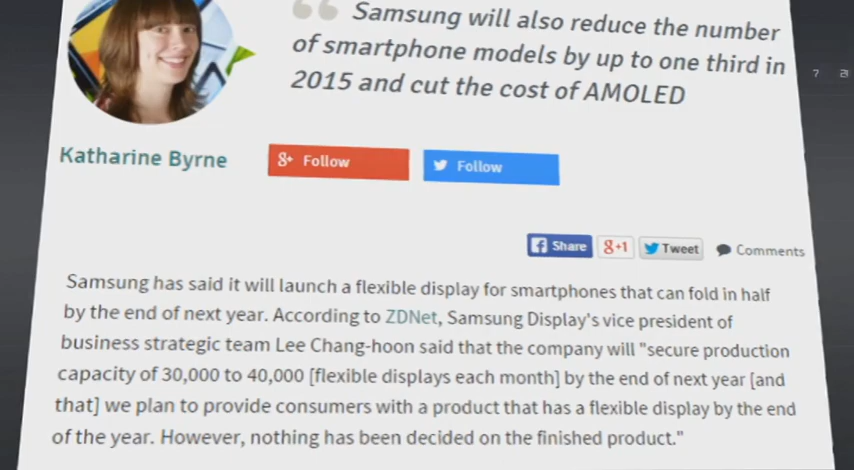 Samsung will also reduce the number
of smartphone models by up to one third in
2015 and cut the cost of AMOLED
Katharine Byrne
g+ Follow
Follow
f Share
g+1
Tweet
Comments
Samsung has said it will launch a flexible display for smartphones that can fold in half
by the end of next year. According to ZDNet, Samsung Display's vice president of
business strategic team Lee Chang-hoon said that the company will "secure production
capacity of 30,000 to 40,000 [flexible displays each month] by the end of next year [and
that] we plan to provide consumers with a product that has a flexible display by the end
of the year. However, nothing has been decided on the finished product."